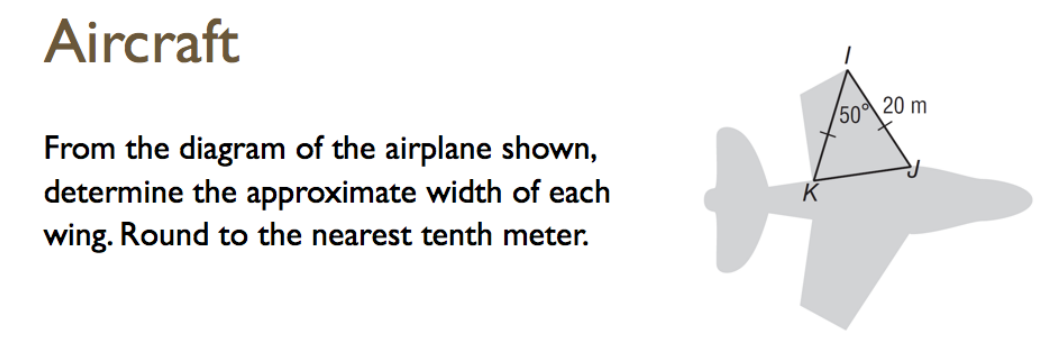 Aircraft
From the diagram of the airplane shown,
determine the approximate width of each
wing. Round to the nearest tenth meter.
I
50°
20 m
J
K